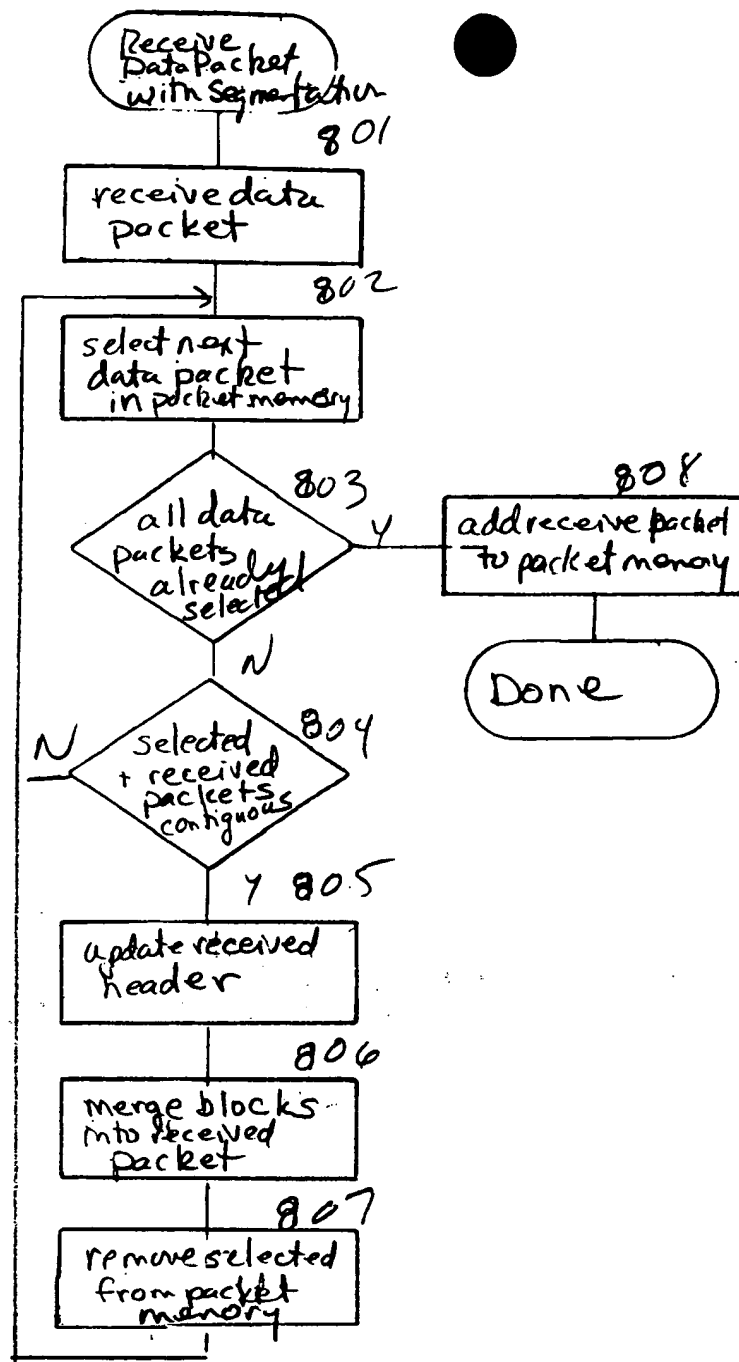 Receive
Data Packet
with Segmentation
801
receive data
packet
802
select next
data packet
in packet memory
803
all data
packets
already
selected
Y
808
add receive packet
to packet memory
Done
N
804
N
selected
+ received
packets
contiguous
Y 805
update received
header
806
merge blocks
into received
packet
807
remove selected
from packet
memory